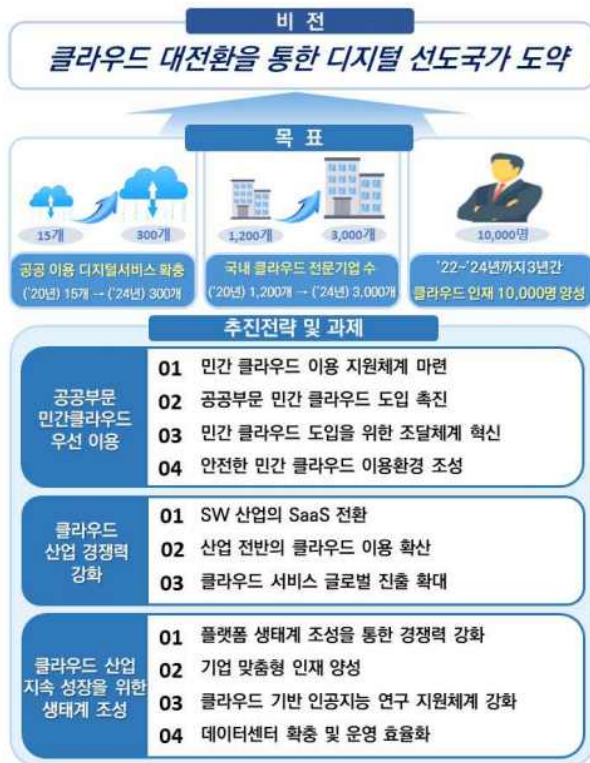 비 전
클라우드 대전환을 통한 디지털 선도국가 도약
목 표
15개 300개
1,200개 3,000개
10,000명
공공 이용 디지털서비스 확충
('20년) 15개 → ('24년) 300개
국내 클라우드 전문기업 수
('20년) 1,200개 → ('24년) 3,000개
'22~'24년까지3년간
클라우드 인재 10,000명 양성
추진전략 및 과제
공공부문
민간클라우드
우선 이용
01 민간 클라우드 이용 지원체계 마련
02 공공부문 민간 클라우드 도입 촉진
03 민간 클라우드 도입을 위한 조달체계 혁신
04 안전한 민간 클라우드 이용환경 조성
클라우드
산업 경쟁력
강화
01 SW 산업의 SaaS 전환
02 산업 전반의 클라우드 이용 확산
03 클라우드 서비스 글로벌 진출 확대
클라우드 산업
지속 성장을 위한
생태계 조성
01 플랫폼 생태계 조성을 통한 경쟁력 강화
02 기업 맞춤형 인재 양성
03 클라우드 기반 인공지능 연구 지원체계 강화
04 데이터센터 확충 및 운영 효율화